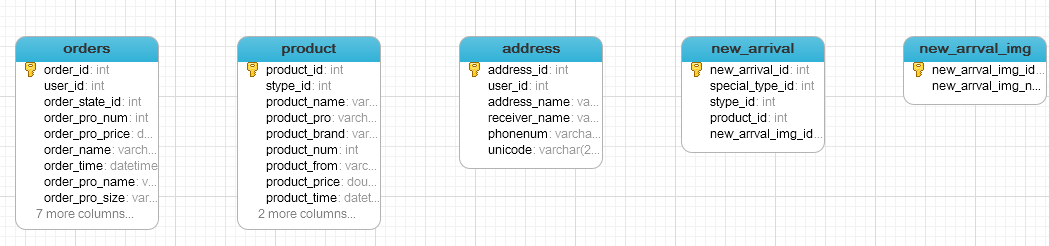 orders
order_id: int
user_id: int
order_state_id: int
order_pro_num: int
order_pro_price: d...
order_name: varch...
order_time: datetime
order_pro_name: v...
order_pro_size: var...
7 more columns...
product
product_id: int
stype_id: int
product_name: var...
product_pro: varch...
product_brand: var...
product_num: int
product_from: varc...
product_price: dou...
product_time: datet...
2 more columns...
address
address_id: int
user_id: int
address_name: va...
receiver_name: va...
phonenum: varcha...
unicode: varchar(2...
new_arrival
new_arrival_id: int
special_type_id: int
stype_id: int
product_id: int
new_arrval_img_id...
new_arrval_img
new_arrval_img_id...
new_arrval_img_n...